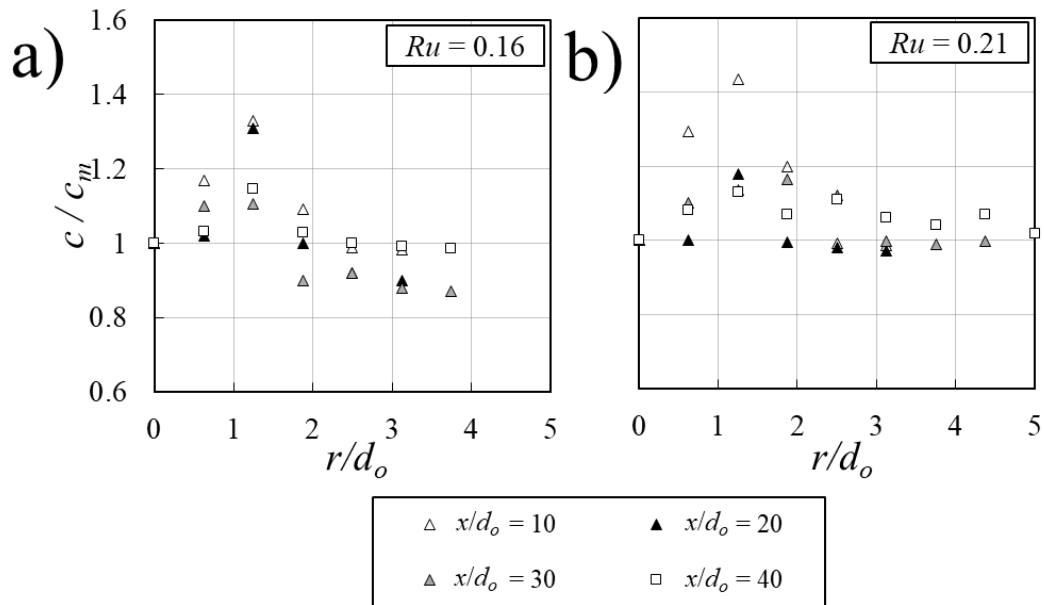 a)
Ru = 0.16
1.6
1.4
1.2
1
0.8
0.6
c / c_m
0 1 2 3 4 5
r/d_o
b)
Ru = 0.21
0 1 2 3 4 5
r/d_o
x/d_o = 10
x/d_o = 20
x/d_o = 30
x/d_o = 40